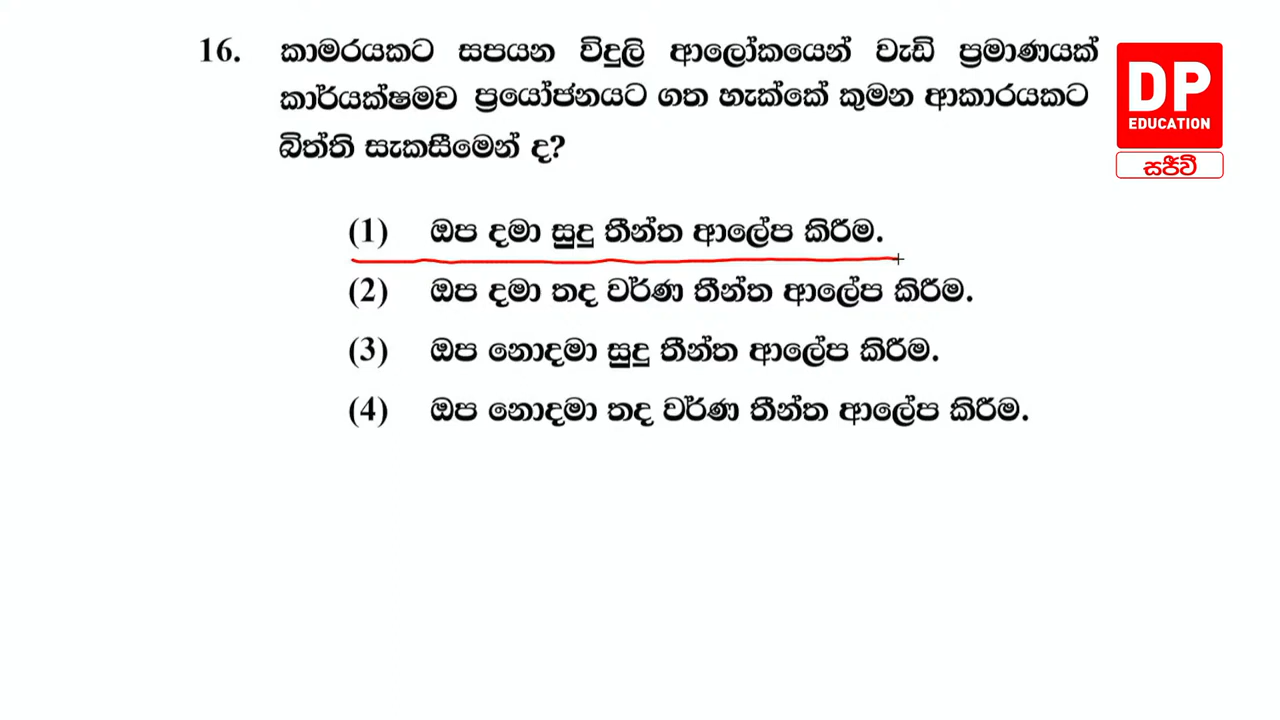 16. කාමරයකට සපයන විදුලි ආලෝකයෙන් වැඩි ප්‍රමාණයක්
කාර්යක්ෂමව ප්‍රයෝජනයට ගත හැක්කේ කුමන ආකාරයකට
බිත්ති සැකසීමෙන් ද?
DP
EDUCATION
සජීවී
(1) ඔප දමා සුදු තීන්ත ආලේප කිරීම.
(2) ඔප දමා තද වර්ණ තීන්ත ආලේප කිරීම.
(3) ඔප නොදමා සුදු තීන්ත ආලේප කිරීම.
(4) ඔප නොදමා තද වර්ණ තීන්ත ආලේප කිරීම.